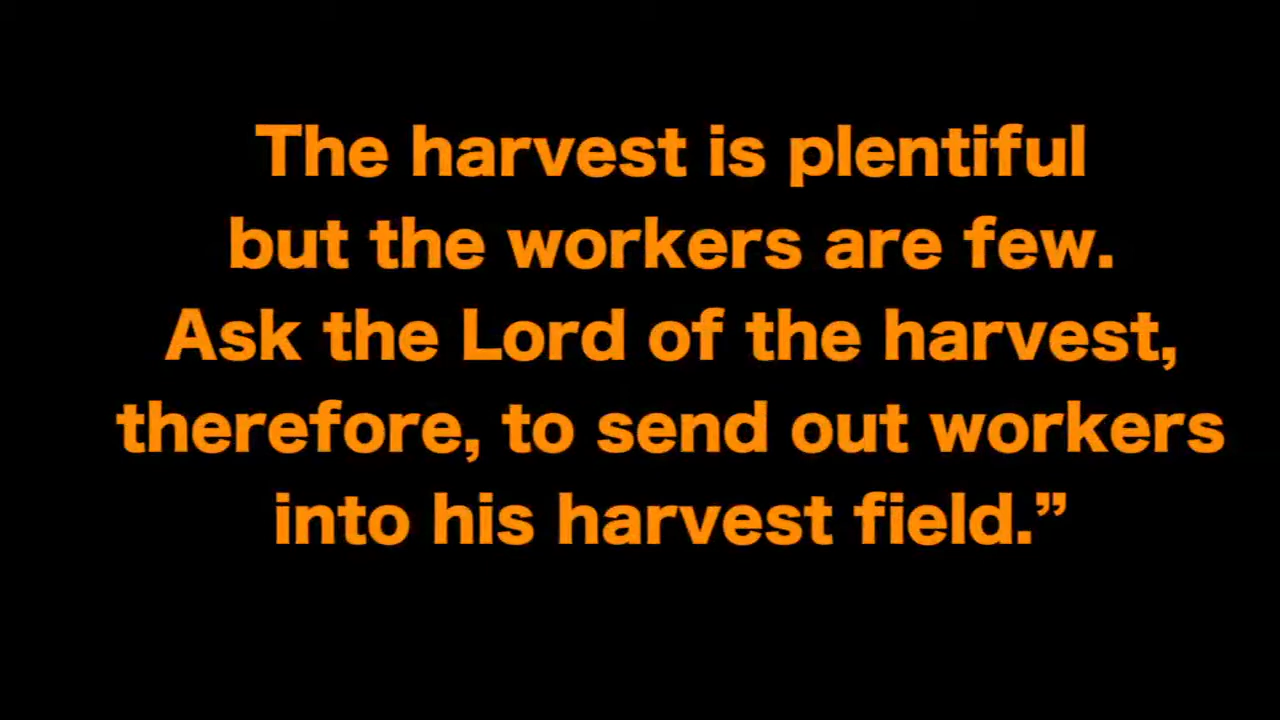 The harvest is plentiful
but the workers are few.
Ask the Lord of the harvest,
therefore, to send out workers
into his harvest field.”